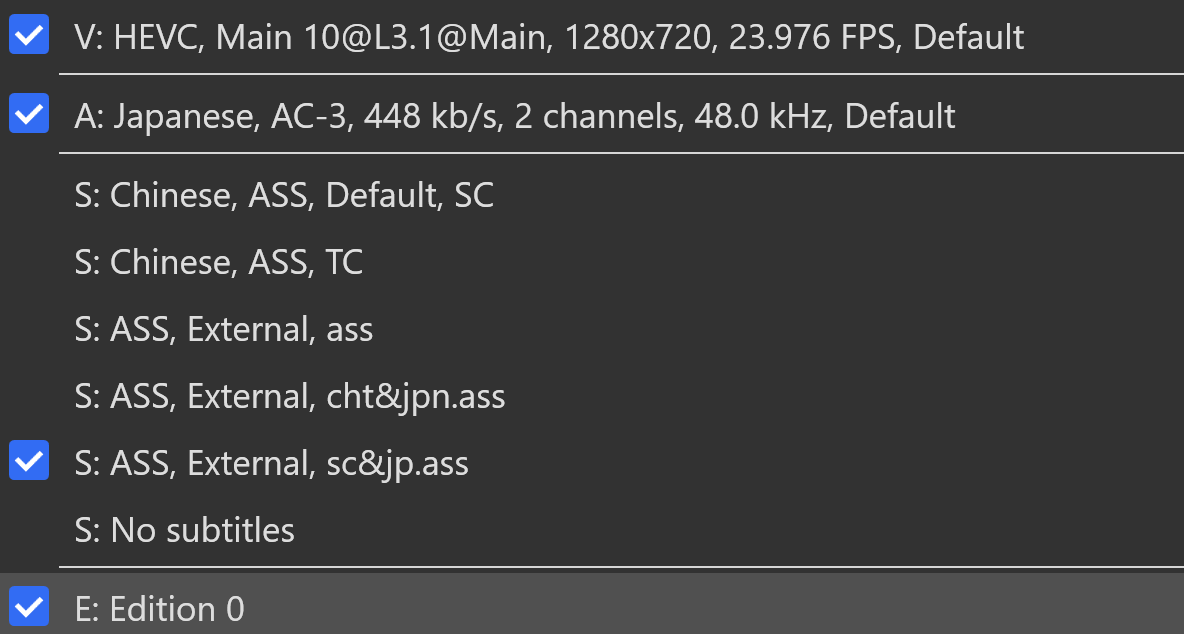 V: HEVC, Main 10@L3.1@Main, 1280x720, 23.976 FPS, Default
A: Japanese, AC-3, 448 kb/s, 2 channels, 48.0 kHz, Default
S: Chinese, ASS, Default, SC
S: Chinese, ASS, TC
S: ASS, External, ass
S: ASS, External, cht&jpn.ass
S: ASS, External, sc&jp.ass
S: No subtitles
E: Edition 0